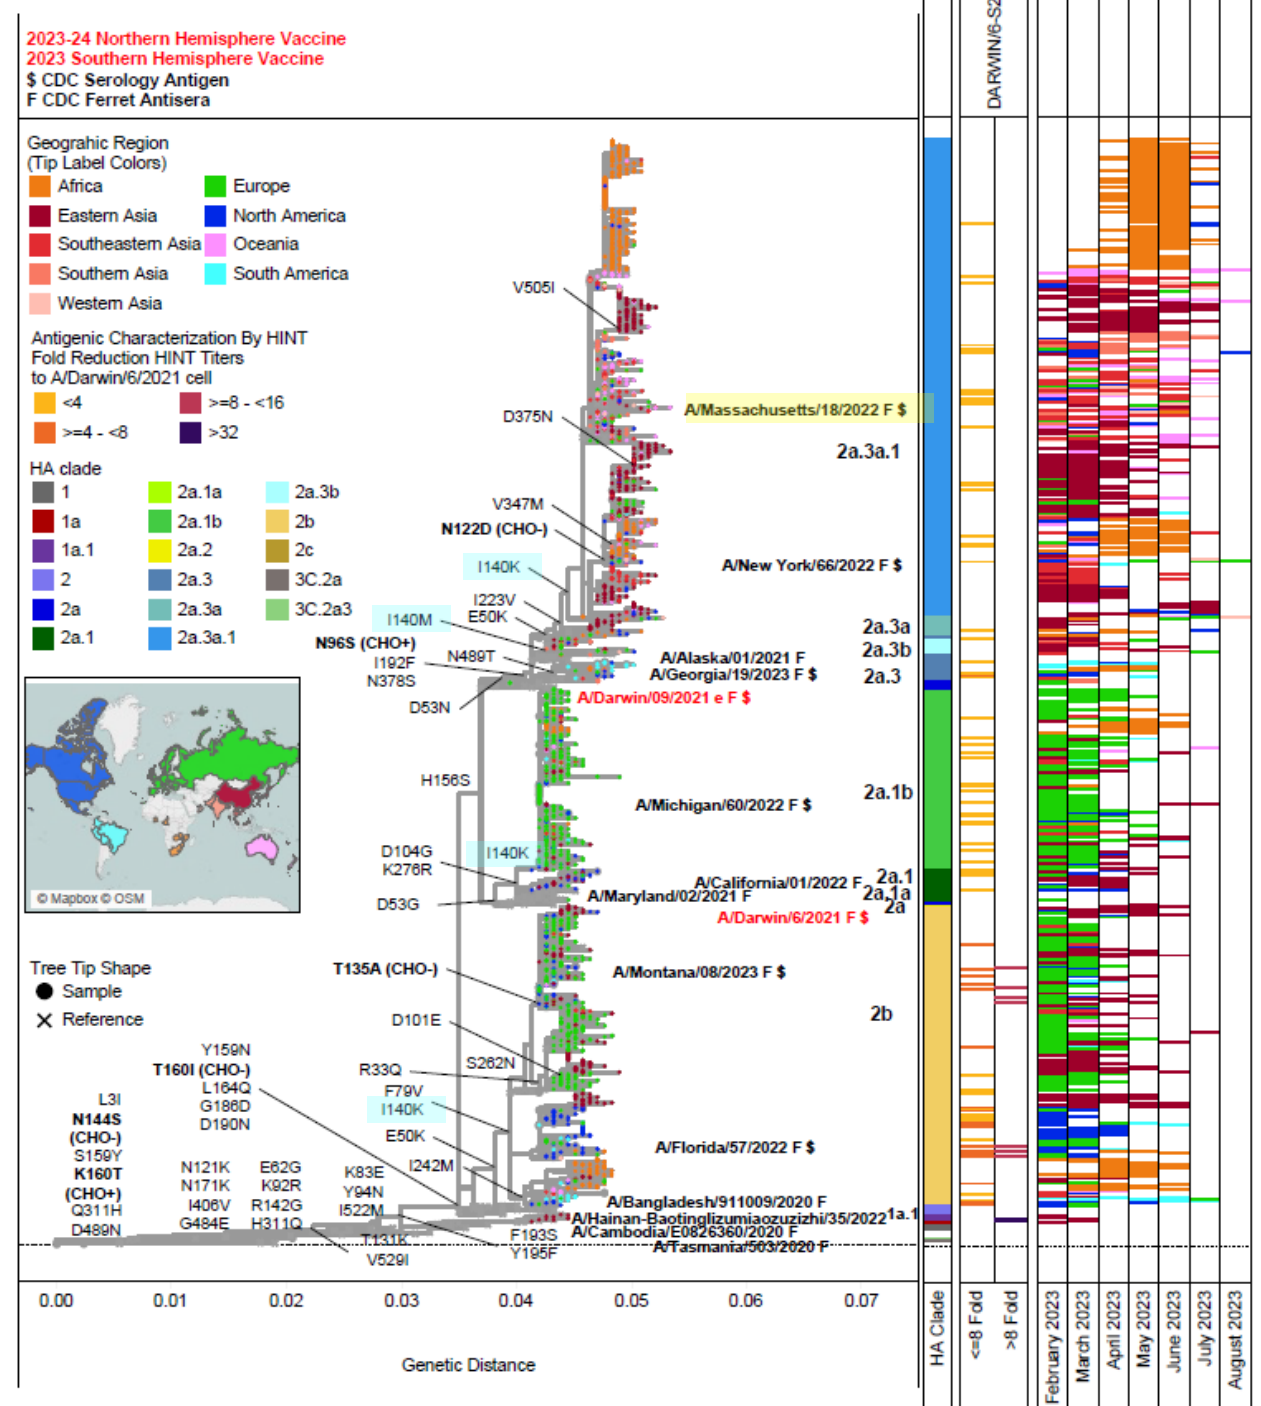 2023-24 Northern Hemisphere Vaccine
2023 Southern Hemisphere Vaccine
$ CDC Serology Antigen
F CDC Ferret Antisera
DARWIN/6-S2
Geograhic Region
(Tip Label Colors)
Africa
Europe
Eastern Asia
North America
Southeastern Asia
Oceania
Southern Asia
South America
Western Asia
Antigenic Characterization By HINT
Fold Reduction HINT Titers
to A/Darwin/6/2021 cell
<4
>=8 - <16
>=4 - <8
>32
HA clade
1
2a.1a
2a.3b
1a
2a.1b
2b
1a.1
2a.2
2c
2
2a.3
3C.2a
2a
2a.3a
3C.2a3
2a.1
2a.3a.1
© Mapbox © OSM
Tree Tip Shape
Sample
Reference
V505I
D375N
A/Massachusetts/18/2022 F $
2a.3a.1
V347M
N122D (CHO-)
I140K
A/New York/66/2022 F $
I223V
E50K
I140M
N96S (CHO+)
2a.3a
2a.3b
N489T
A/Alaska/01/2021 F
I192F
N378S
A/Georgia/19/2023 F $
2a.3
D53N
A/Darwin/09/2021 e F $
H156S
2a.1b
A/Michigan/60/2022 F $
D104G
K276R
I140K
A/California/01/2022 F
2a.1
A/Maryland/02/2021 F
2a.1a
D53G
2a
A/Darwin/6/2021 F $
T135A (CHO-)
A/Montana/08/2023 F $
2b
D101E
S262N
R33Q
F79V
I140K
E50K
A/Florida/57/2022 F $
I242M
Y159N
T160I (CHO-)
L164Q
G186D
D190N
L3I
N144S
(CHO-)
S159Y
K160T
(CHO+)
Q311H
D489N
N121K
N171K
I406V
G484E
E62G
K92R
R142G
H311Q
K83E
Y94N
I522M
T131K
V529I
F193S
Y195F
A/Bangladesh/911009/2020 F
A/Hainan-Baotinglizumiaozuzizhi/35/2022
1a.1
A/Cambodia/E0826360/2020 F
A/Tasmania/503/2020 F
0.00 0.01 0.02 0.03 0.04 0.05 0.06 0.07
Genetic Distance
HA Clade
<=8 Fold
>8 Fold
February 2023
March 2023
April 2023
May 2023
June 2023
July 2023
August 2023